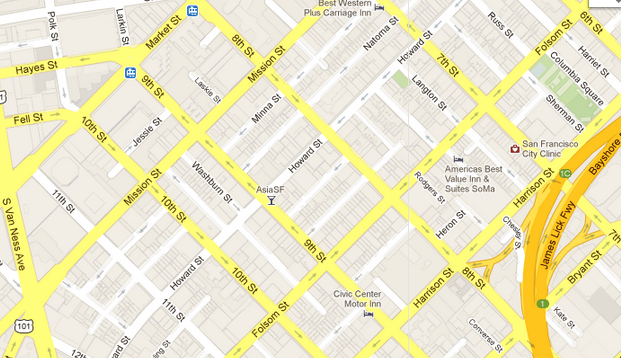 Best Western
Plus Carriage Inn
6th St
Polk St
Larkin St
Market St
8th St
Natoma St
Howard St
Russ St
Folsom St
Harriet St
Hayes St
Mission St
7th St
Columbia Square
9th St
Laskie St
Langton St
Sherman St
Minna St
Fell St
10th St
Jessie St
San Francisco
City Clinic
Howard St
Americas Best
Value Inn &
Suites SoMa
1C
Bayshore
Washburn St
Rodgers St
Harrison St
Mission St
AsiaSF
11th St
10th St
S Van Ness Ave
Heron St
Chesley St
James Lick Fwy
7th
9th St
Howard St
10th St
Harrison St
8th St
Bryant St
Civic Center
Motor Inn
11th St
1
Kate St
Folsom St
101
Converse St
12th
ard St